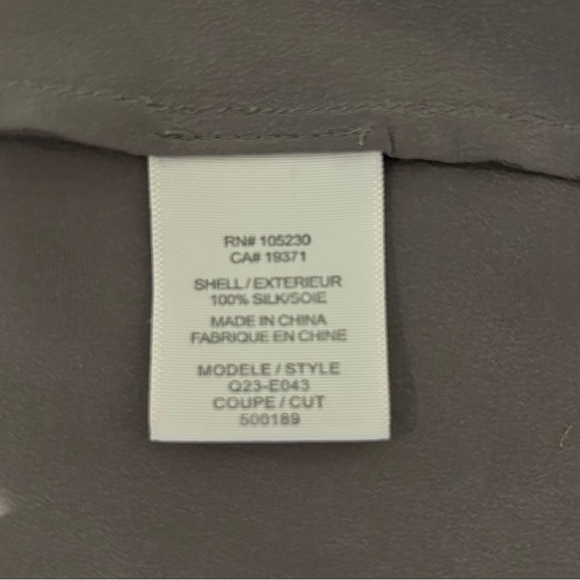 RN# 105230
CA# 19371
SHELL / EXTERIEUR
100% SILK/SOIE
MADE IN CHINA
FABRIQUE EN CHINE
MODELE / STYLE
Q23-E043
COUPE / CUT
500189